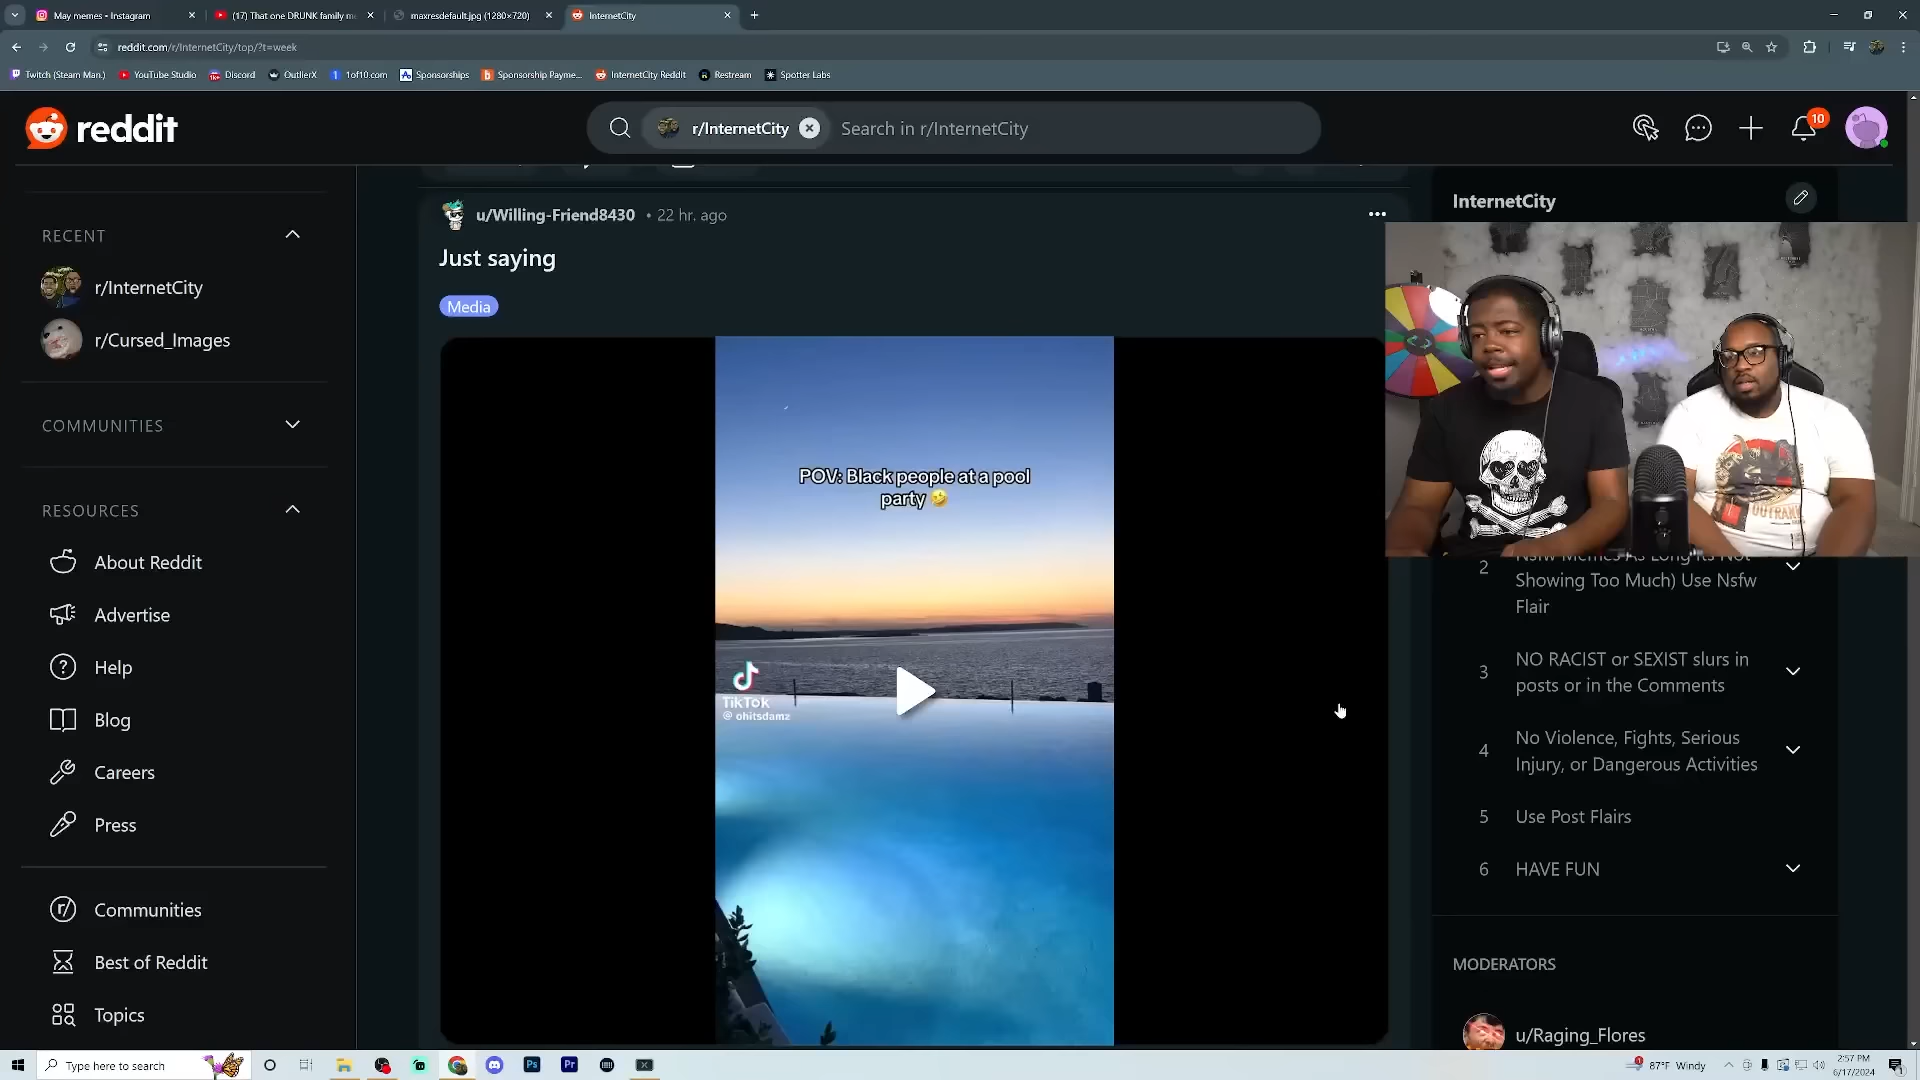 May memes - Instagram
(17) That one DRUNK family m
maxresdefault.jpg (1280×720)
InternetCity
reddit.com/r/InternetCity/top/?t=week
Twitch (Steam Man.)
YouTube Studio
Discord
OutlierX
1of10.com
Sponsorships
Sponsorship Payme...
InternetCity Reddit
Restream
Spotter Labs
reddit
r/InternetCity
Search in r/InternetCity
10
RECENT
r/InternetCity
r/Cursed_Images
COMMUNITIES
RESOURCES
About Reddit
Advertise
Help
Blog
Careers
Press
Communities
Best of Reddit
Topics
u/Willing-Friend8430 • 22 hr. ago
Just saying
Media
POV: Black people at a pool
party 🤣
TikTok
@ ohitsdamz
InternetCity
2
Nsfw Memes As Long Its Not
Showing Too Much) Use Nsfw
Flair
3
NO RACIST or SEXIST slurs in
posts or in the Comments
4
No Violence, Fights, Serious
Injury, or Dangerous Activities
5
Use Post Flairs
6
HAVE FUN
MODERATORS
u/Raging_Flores
Type here to search
87°F Windy
2:57 PM
6/17/2024